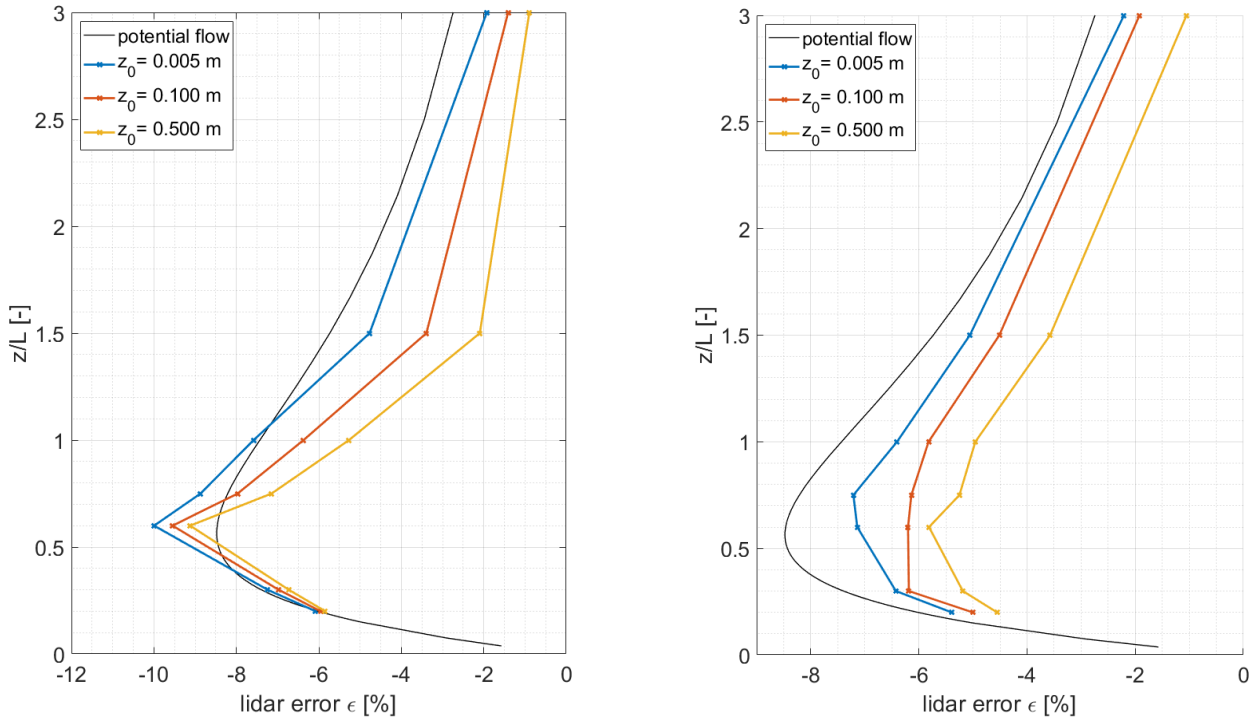 3
2.5
2
1.5
1
0.5
0
z/L [-]
potential flow
z0= 0.005 m
z0= 0.100 m
z0= 0.500 m
-12
-10
-8
-6
-4
-2
0
lidar error ϵ [%]
3
2.5
2
1.5
1
0.5
0
z/L [-]
potential flow
z0= 0.005 m
z0= 0.100 m
z0= 0.500 m
-8
-6
-4
-2
0
lidar error ϵ [%]